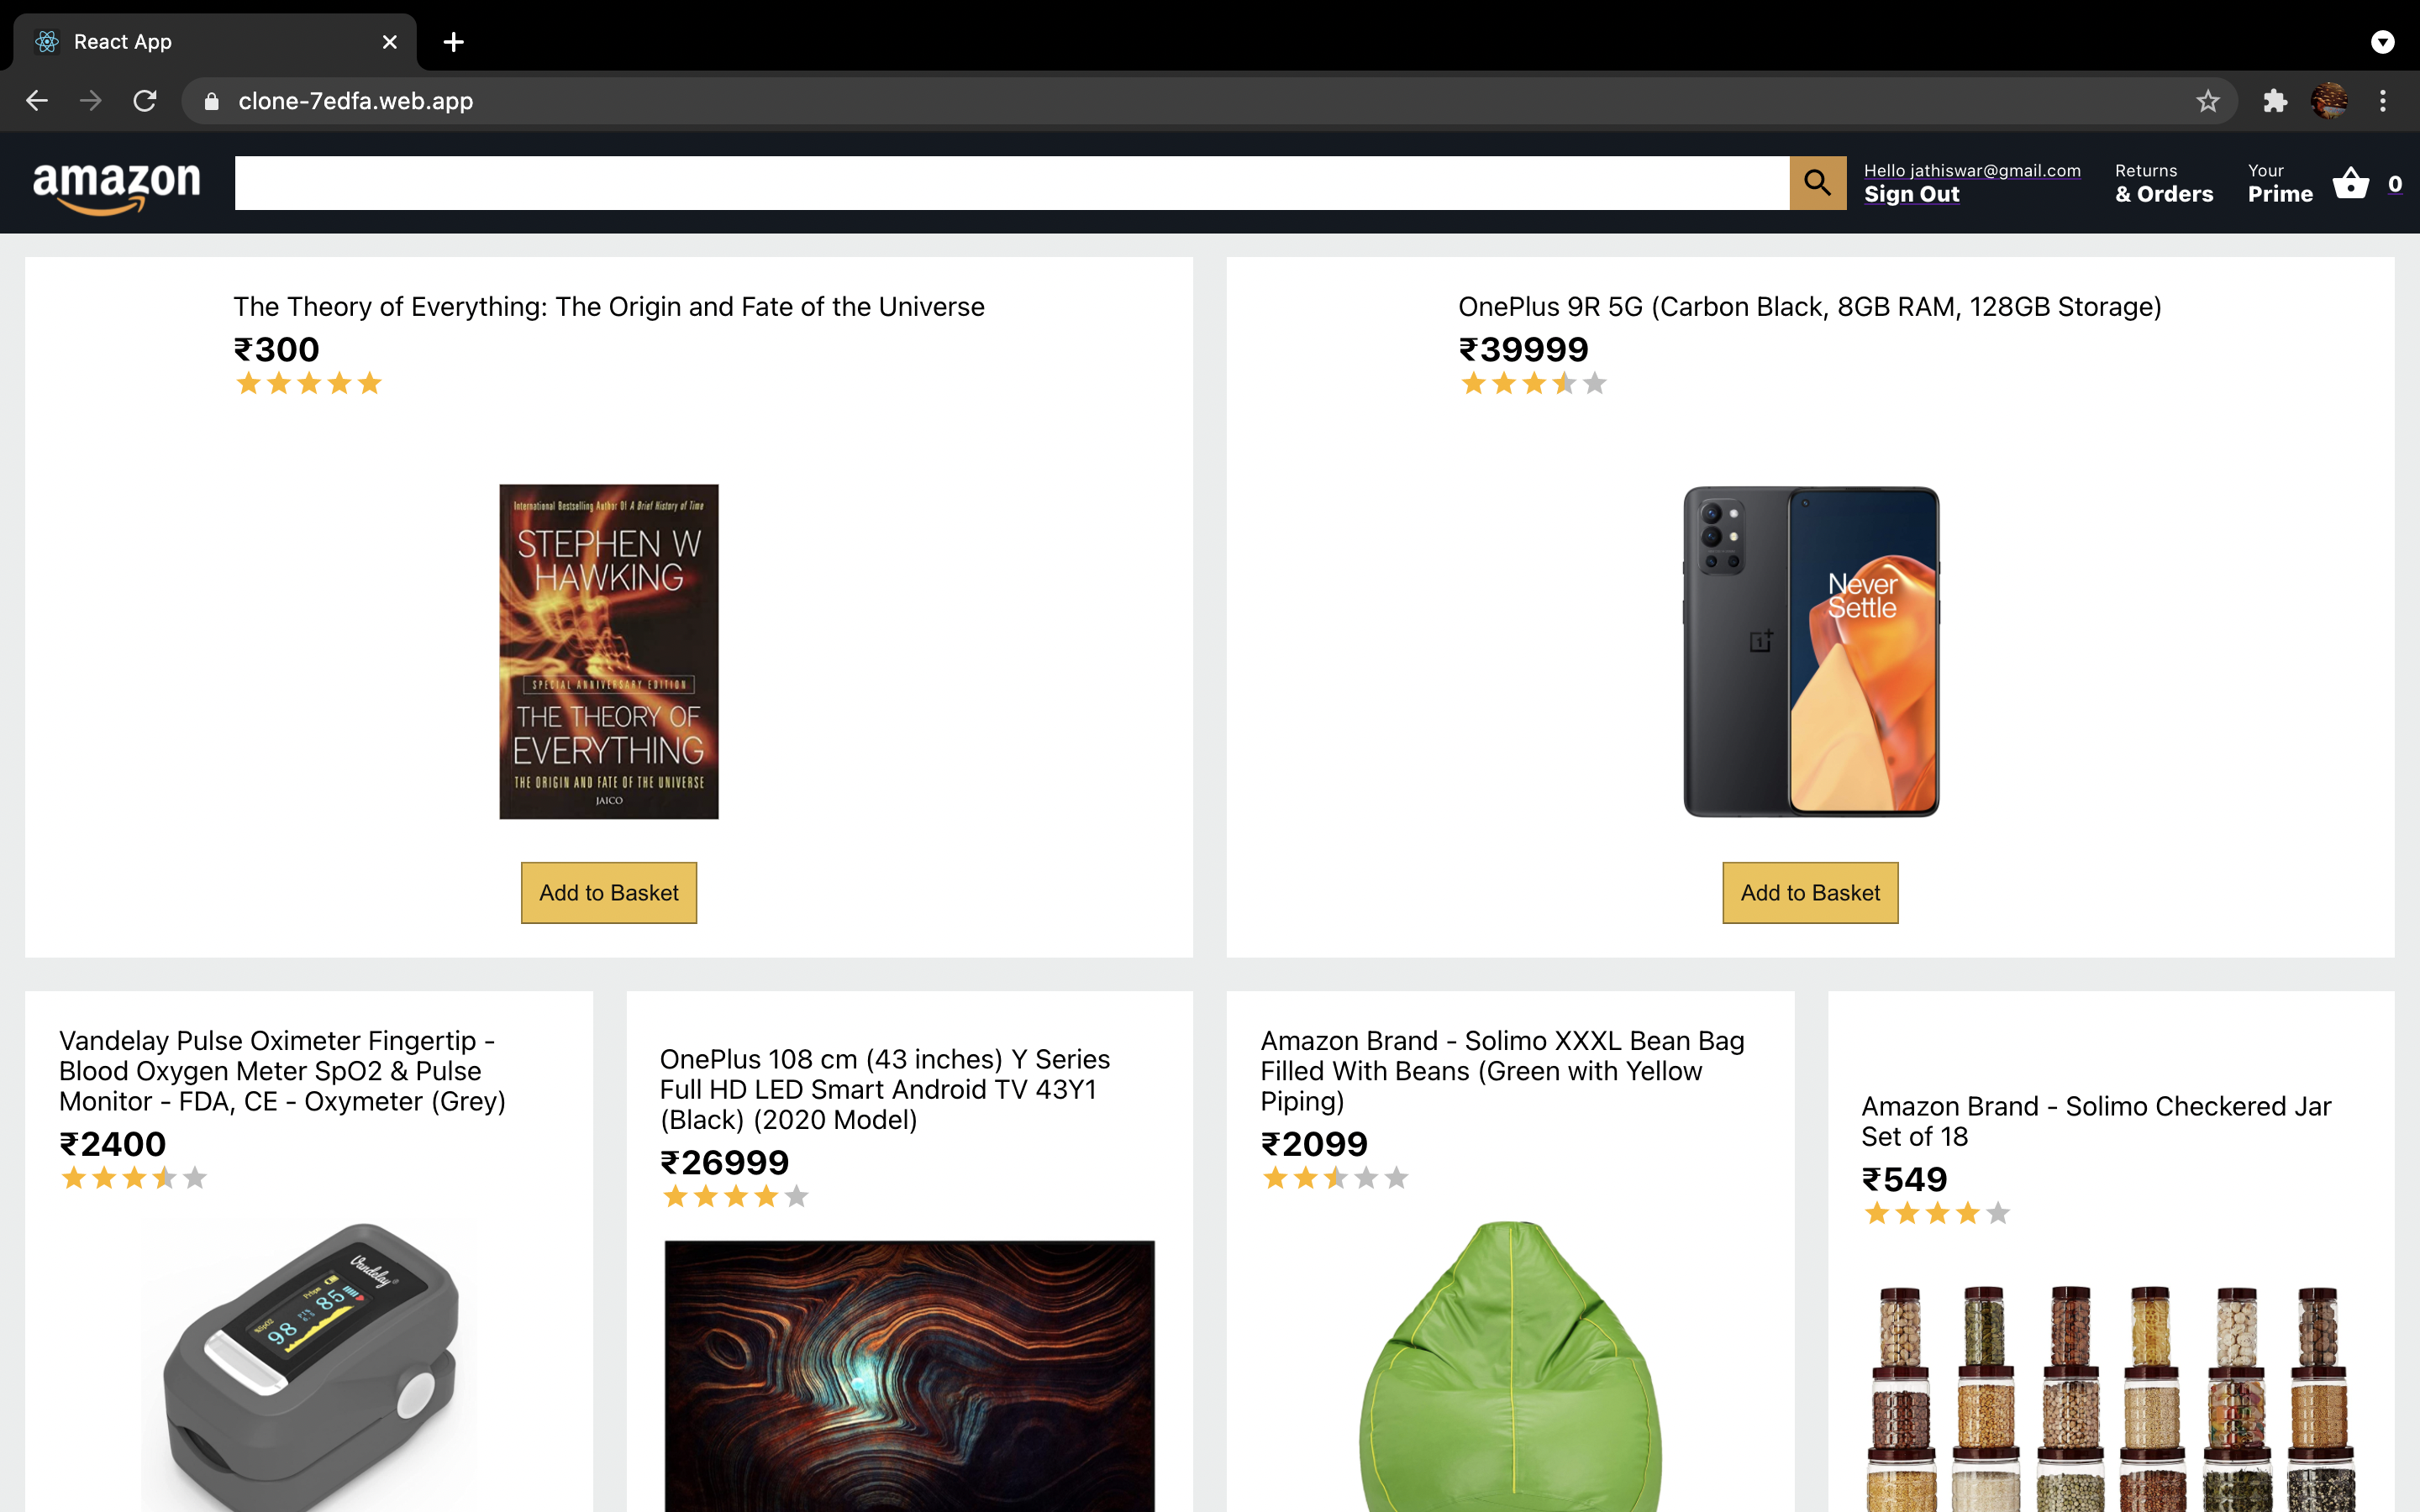 React App
clone-7edfa.web.app
amazon
Hello jathiswar@gmail.com
Sign Out
Returns
& Orders
Your
Prime
0
The Theory of Everything: The Origin and Fate of the Universe
₹300
International Bestselling Author Of A Brief History of Time
STEPHEN W
HAWKING
SPECIAL ANNIVERSARY EDITION
THE THEORY OF
EVERYTHING
THE ORIGIN AND FATE OF THE UNIVERSE
JAICO
Add to Basket
OnePlus 9R 5G (Carbon Black, 8GB RAM, 128GB Storage)
₹39999
Never
Settle
Add to Basket
Vandelay Pulse Oximeter Fingertip -
Blood Oxygen Meter SpO2 & Pulse
Monitor - FDA, CE - Oxymeter (Grey)
₹2400
Vandelay
%SpO2
98
PRbpm
85
OnePlus 108 cm (43 inches) Y Series
Full HD LED Smart Android TV 43Y1
(Black) (2020 Model)
₹26999
Amazon Brand - Solimo XXXL Bean Bag
Filled With Beans (Green with Yellow
Piping)
₹2099
Amazon Brand - Solimo Checkered Jar
Set of 18
₹549